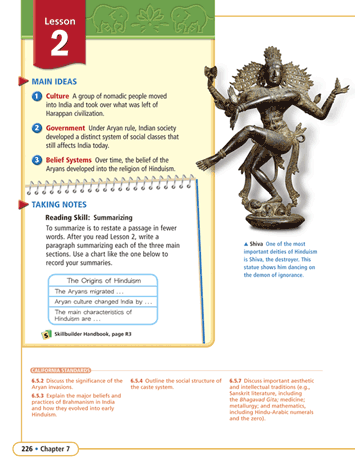 Lesson
2
MAIN IDEAS
1 Culture A group of nomadic people moved
into India and took over what was left of
Harappan civilization.
2 Government Under Aryan rule, Indian society
developed a distinct system of social classes that
still affects India today.
3 Belief Systems Over time, the belief of the
Aryans developed into the religion of Hinduism.
TAKING NOTES
Reading Skill: Summarizing
To summarize is to restate a passage in fewer
words. After you read Lesson 2, write a
paragraph summarizing each of the three main
sections. Use a chart like the one below to
record your summaries.
The Origins of Hinduism
The Aryans migrated ...
Aryan culture changed India by ...
The main characteristics of
Hinduism are ...
Skillbuilder Handbook, page R3
▲ Shiva One of the most
important deities of Hinduism
is Shiva, the destroyer. This
statue shows him dancing on
the demon of ignorance.
CALIFORNIA STANDARDS
6.5.2 Discuss the significance of the
Aryan invasions.
6.5.3 Explain the major beliefs and
practices of Brahmanism in India
and how they evolved into early
Hinduism.
6.5.4 Outline the social structure of
the caste system.
6.5.7 Discuss important aesthetic
and intellectual traditions (e.g.,
Sanskrit literature, including
the Bhagavad Gita; medicine;
metallurgy; and mathematics,
including Hindu-Arabic numerals
and the zero).
226 • Chapter 7